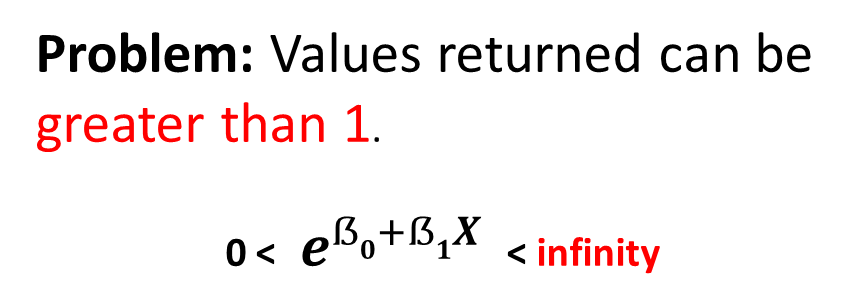 Problem: Values returned can be
greater than 1.
0 < e^ß₀+ß₁X < infinity